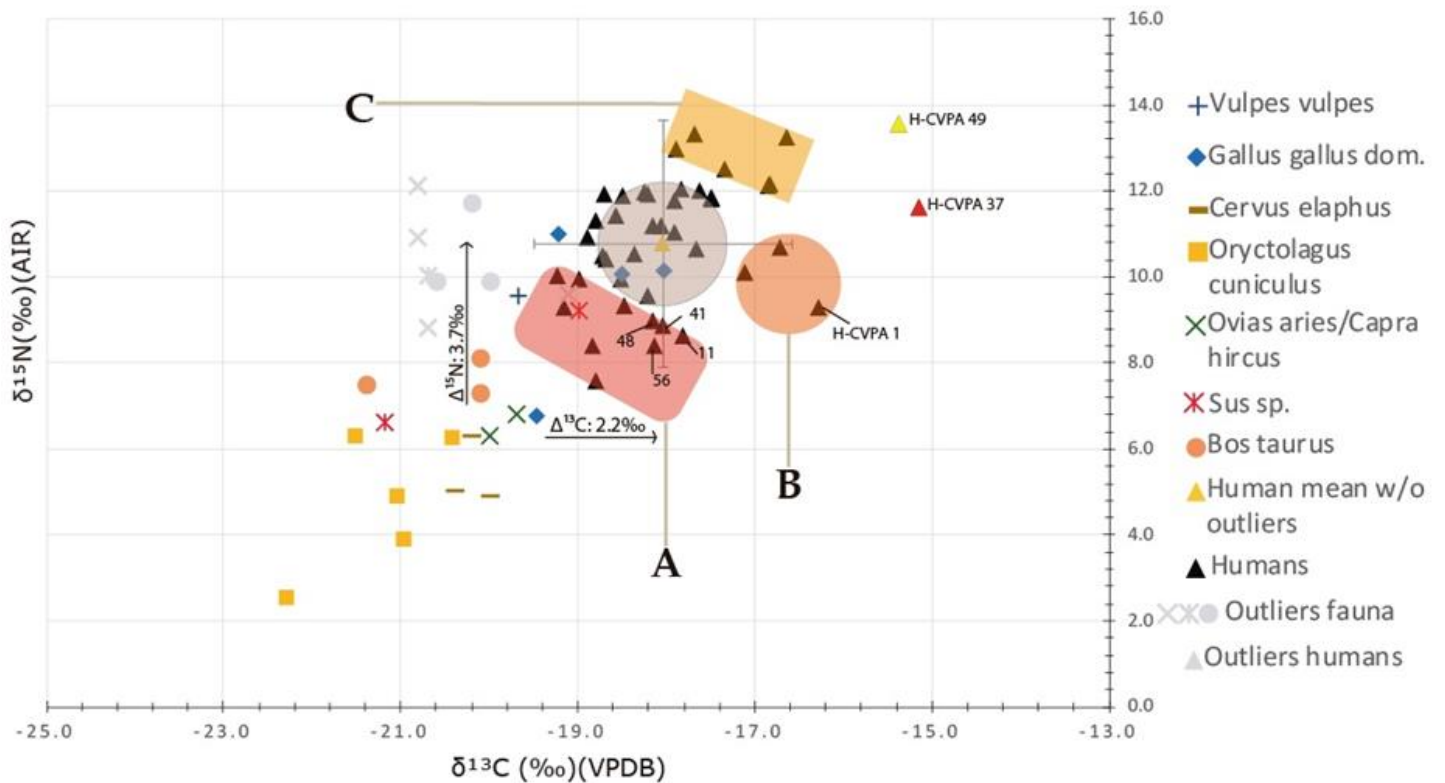 16.0
14.0
12.0
10.0
8.0
6.0
4.0
2.0
0.0
-25.0
-23.0
-21.0
-19.0
-17.0
-15.0
-13.0
δ¹⁵N(‰)(AIR)
δ¹³C (‰)(VPDB)
C
H-CVPA 49
H-CVPA 37
H-CVPA 1
41
48
11
56
Δ¹⁵N: 3.7‰
Δ¹³C: 2.2‰
B
A
Vulpes vulpes
Gallus gallus dom.
Cervus elaphus
Oryctolagus
cuniculus
Ovias aries/Capra
hircus
Sus sp.
Bos taurus
Human mean w/o
outliers
Humans
Outliers fauna
Outliers humans